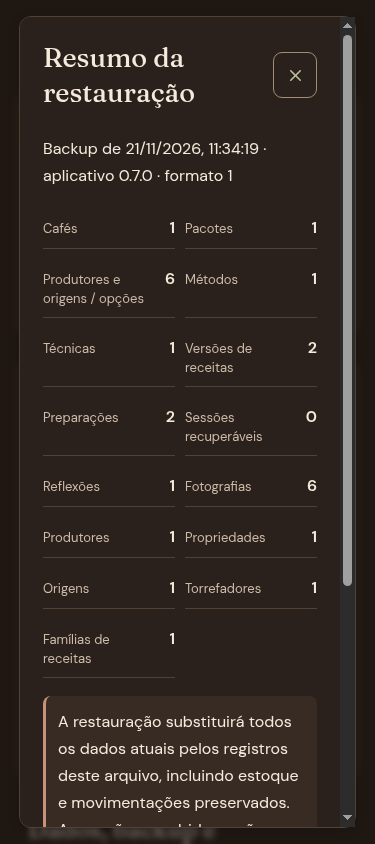 Resumo da
restauração
Backup de 21/11/2026, 11:34:19 ·
aplicativo 0.7.0 · formato 1
Cafés 1 Pacotes 1
Produtores e
origens / opções 6 Métodos 1
Técnicas 1 Versões de
receitas 2
Preparações 2 Sessões
recuperáveis 0
Reflexões 1 Fotografias 6
Produtores 1 Propriedades 1
Origens 1 Torrefadores 1
Famílias de
receitas 1
A restauração substituirá todos
os dados atuais pelos registros
deste arquivo, incluindo estoque
e movimentações preservados.